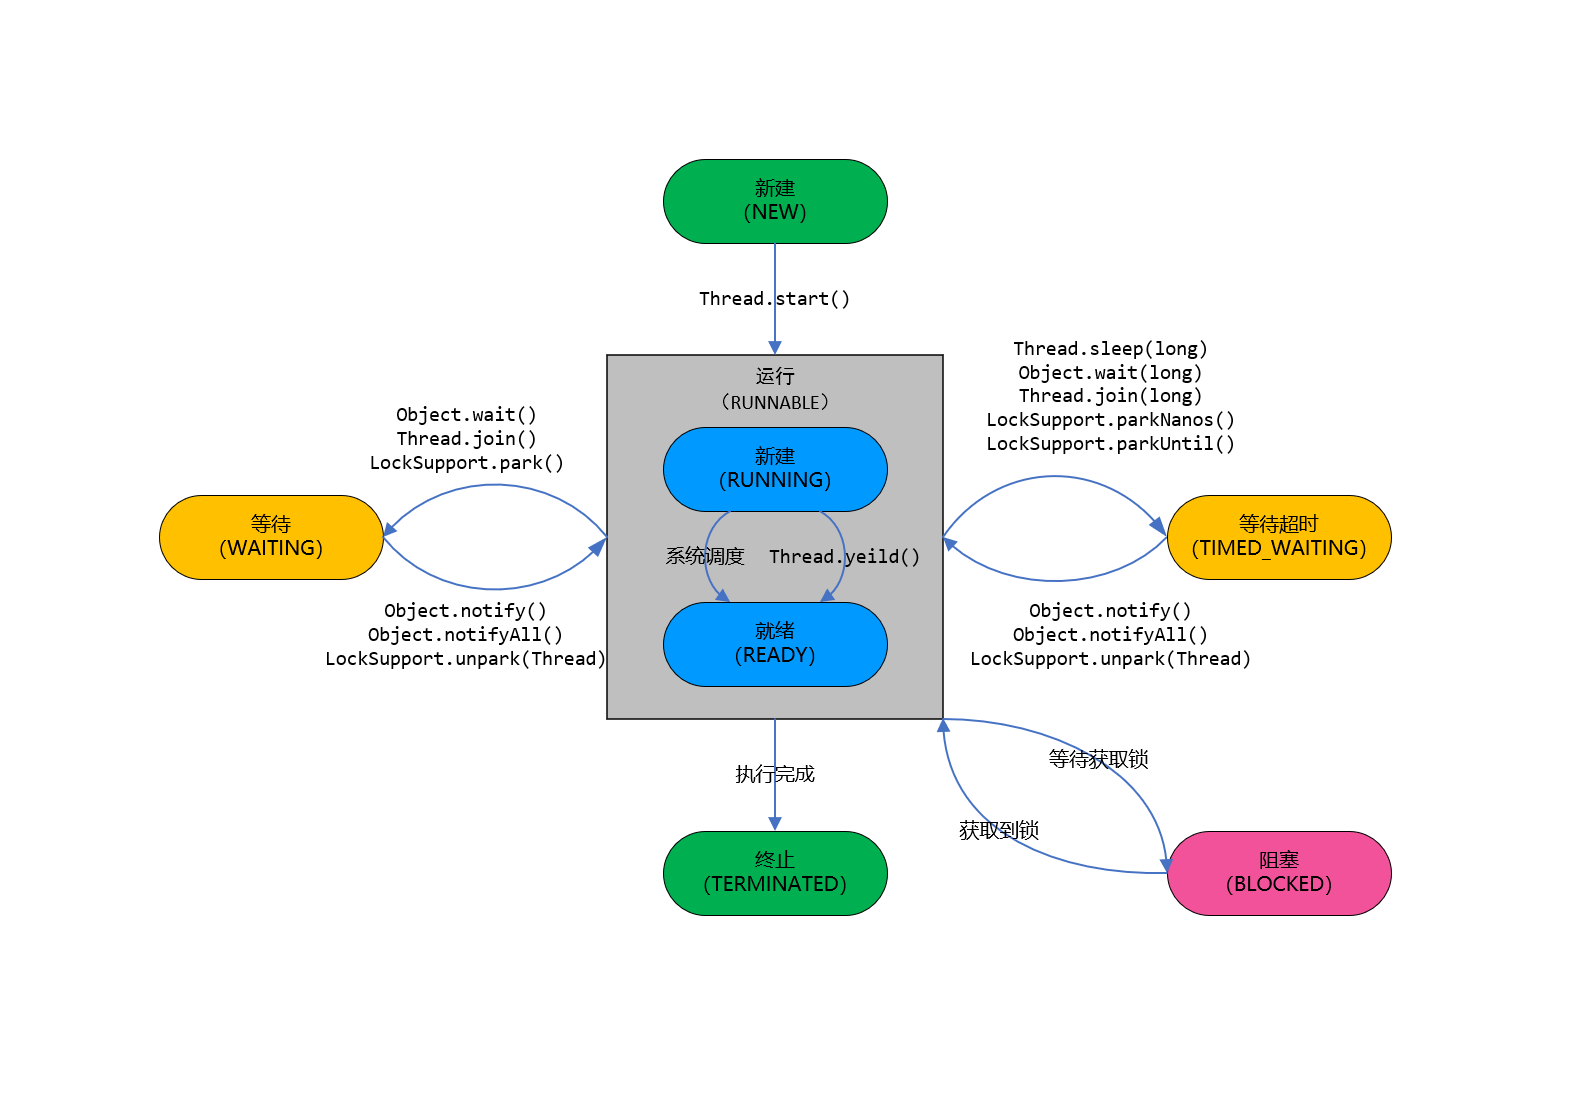 新建
(NEW)
Thread.start()
Thread.sleep(long)
Object.wait(long)
Thread.join(long)
LockSupport.parkNanos()
LockSupport.parkUntil()
运行
（RUNNABLE）
Object.wait()
Thread.join()
LockSupport.park()
新建
(RUNNING)
等待
(WAITING)
等待超时
(TIMED_WAITING)
系统调度
Thread.yeild()
Object.notify()
Object.notifyAll()
LockSupport.unpark(Thread)
就绪
(READY)
Object.notify()
Object.notifyAll()
LockSupport.unpark(Thread)
等待获取锁
执行完成
获取到锁
终止
(TERMINATED)
阻塞
(BLOCKED)